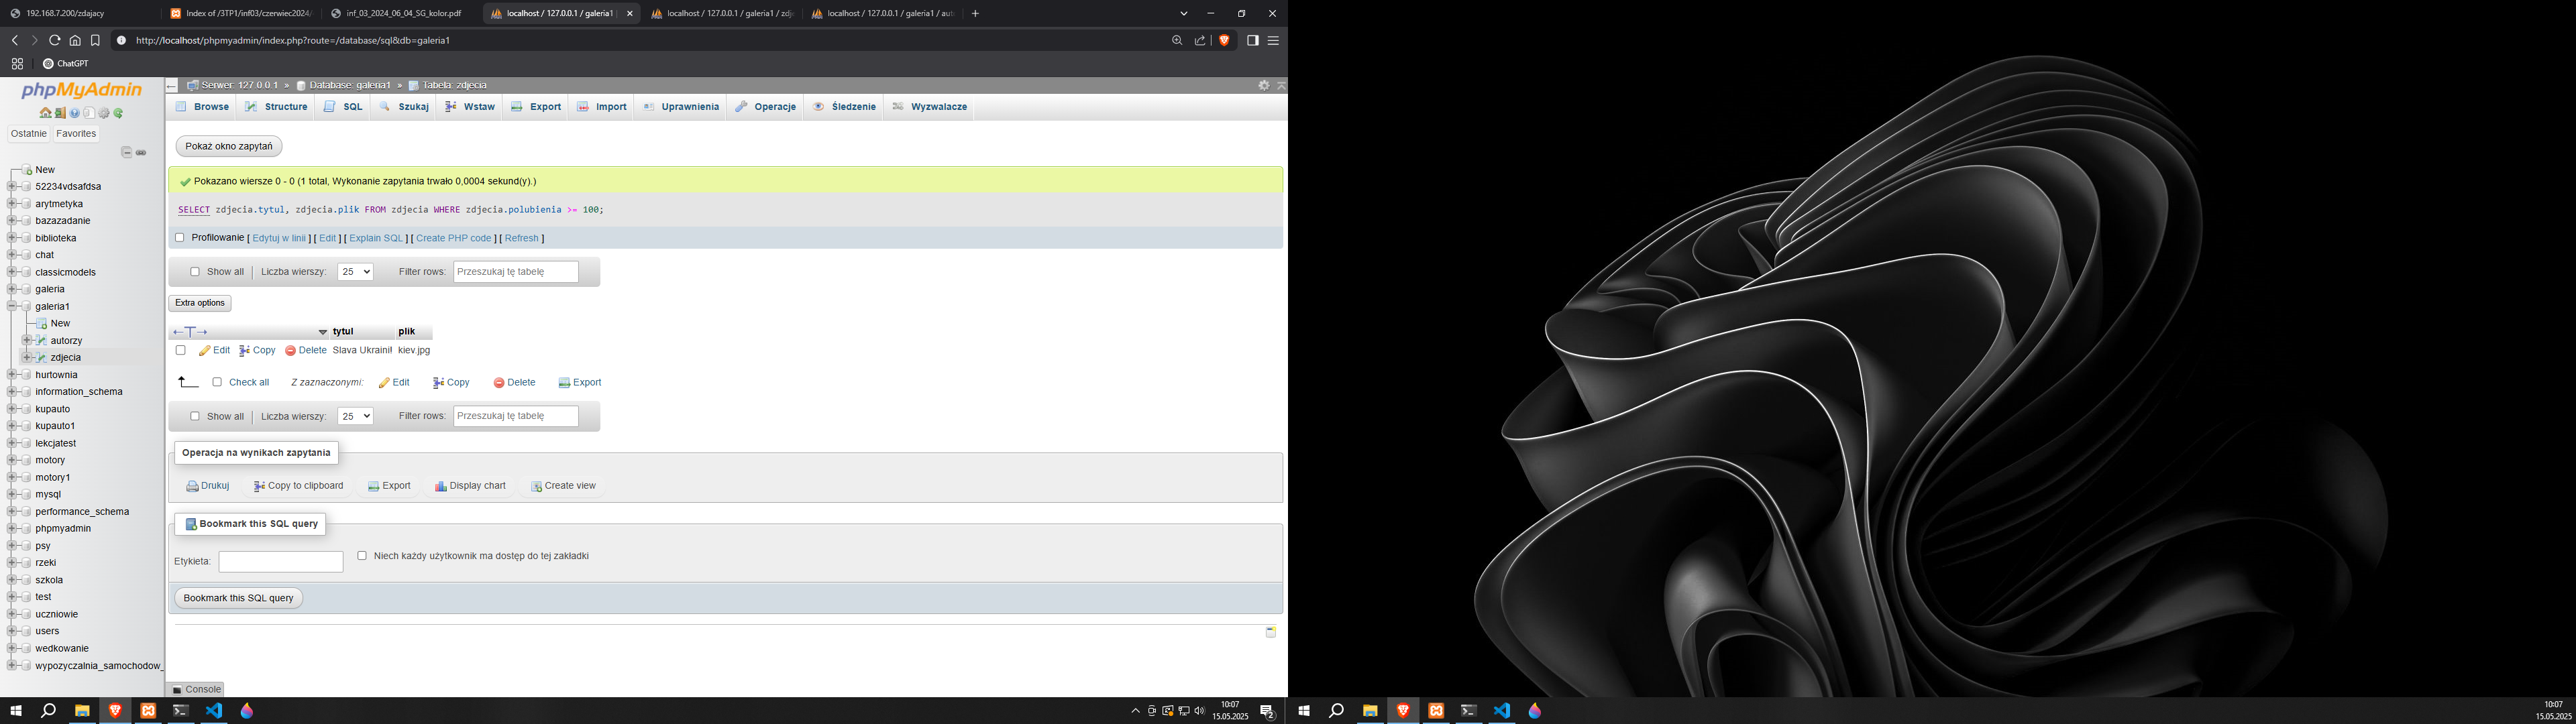 192.168.7.200/zdajacy
Index of /3TP1/inf03/czerwiec2024/
inf_03_2024_06_04_SG_kolor.pdf
localhost / 127.0.0.1 / galeria1
localhost / 127.0.0.1 / galeria1 / zdj
localhost / 127.0.0.1 / galeria1 / aut
http://localhost/phpmyadmin/index.php?route=/database/sql&db=galeria1
ChatGPT
phpMyAdmin
Serwer: 127.0.0.1 » Database: galeria1 » Tabela: zdjecia
Browse Structure SQL Szukaj Wstaw Export Import Uprawnienia Operacje Śledzenie Wyzwalacze
Ostatnie Favorites
New
52234vdsafdsa
arytmetyka
bazazadanie
biblioteka
chat
classicmodels
galeria
galeria1
New
autorzy
zdjecia
hurtownia
information_schema
kupauto
kupauto1
lekcjatest
motory
motory1
mysql
performance_schema
phpmyadmin
psy
rzeki
szkola
test
uczniowie
users
wedkowanie
wypozyczalnia_samochodow_
Pokaż okno zapytań
Pokazano wiersze 0 - 0 (1 total, Wykonanie zapytania trwało 0,0004 sekund(y).)
SELECT zdjecia.tytul, zdjecia.plik FROM zdjecia WHERE zdjecia.polubienia >= 100;
Profilowanie [ Edytuj w linii ] [ Edit ] [ Explain SQL ] [ Create PHP code ] [ Refresh ]
Show all Liczba wierszy: 25 Filter rows: Przeszukaj tę tabelę
Extra options
tytul plik
Edit Copy Delete Slava Ukrainii! kiev.jpg
Check all Z zaznaczonymi: Edit Copy Delete Export
Show all Liczba wierszy: 25 Filter rows: Przeszukaj tę tabelę
Operacja na wynikach zapytania
Drukuj Copy to clipboard Export Display chart Create view
Bookmark this SQL query
Etykieta: Niech każdy użytkownik ma dostęp do tej zakładki
Bookmark this SQL query
Console
10:07
15.05.2025
2
10:07
15.05.2025